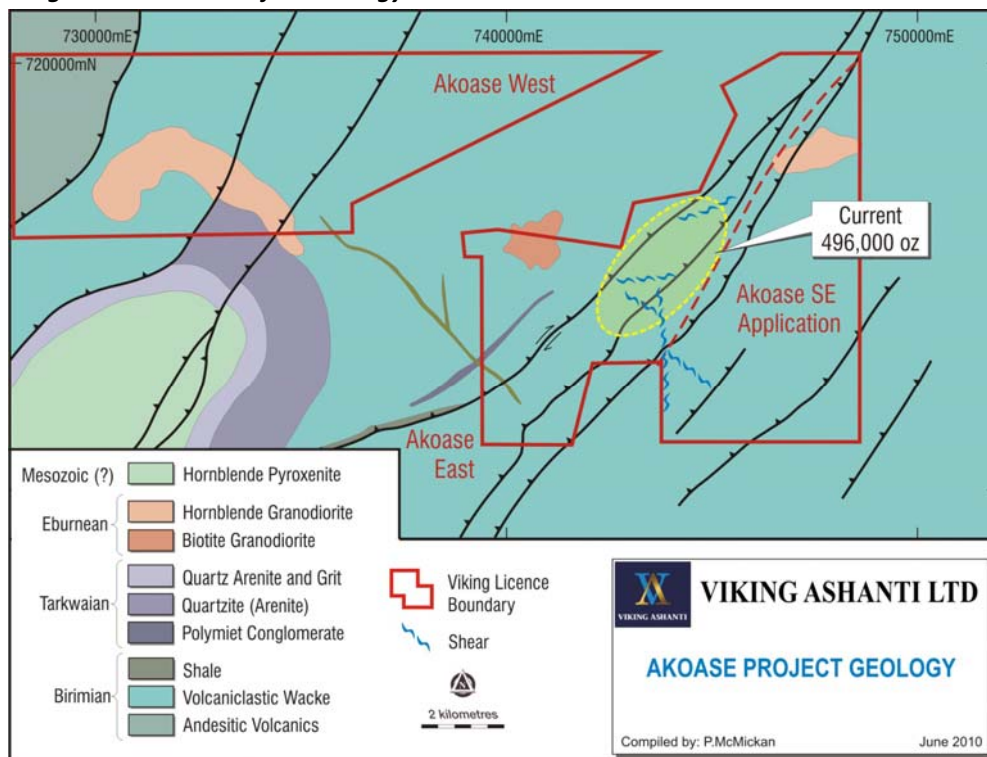 730000mE
740000mE
750000mE
720000mN
Akoase West
Current
496,000 oz
Akoase SE
Application
Akoase
East
Mesozoic (?)
Hornblende Pyroxenite
Eburnean
Hornblende Granodiorite
Biotite Granodiorite
Tarkwaian
Quartz Arenite and Grit
Quartzite (Arenite)
Polymiet Conglomerate
Birimian
Shale
Volcaniclastic Wacke
Andesitic Volcanics
Viking Licence
Boundary
Shear
2 kilometres
VIKING ASHANTI
VIKING ASHANTI LTD
AKOASE PROJECT GEOLOGY
Compiled by: P.McMickan
June 2010